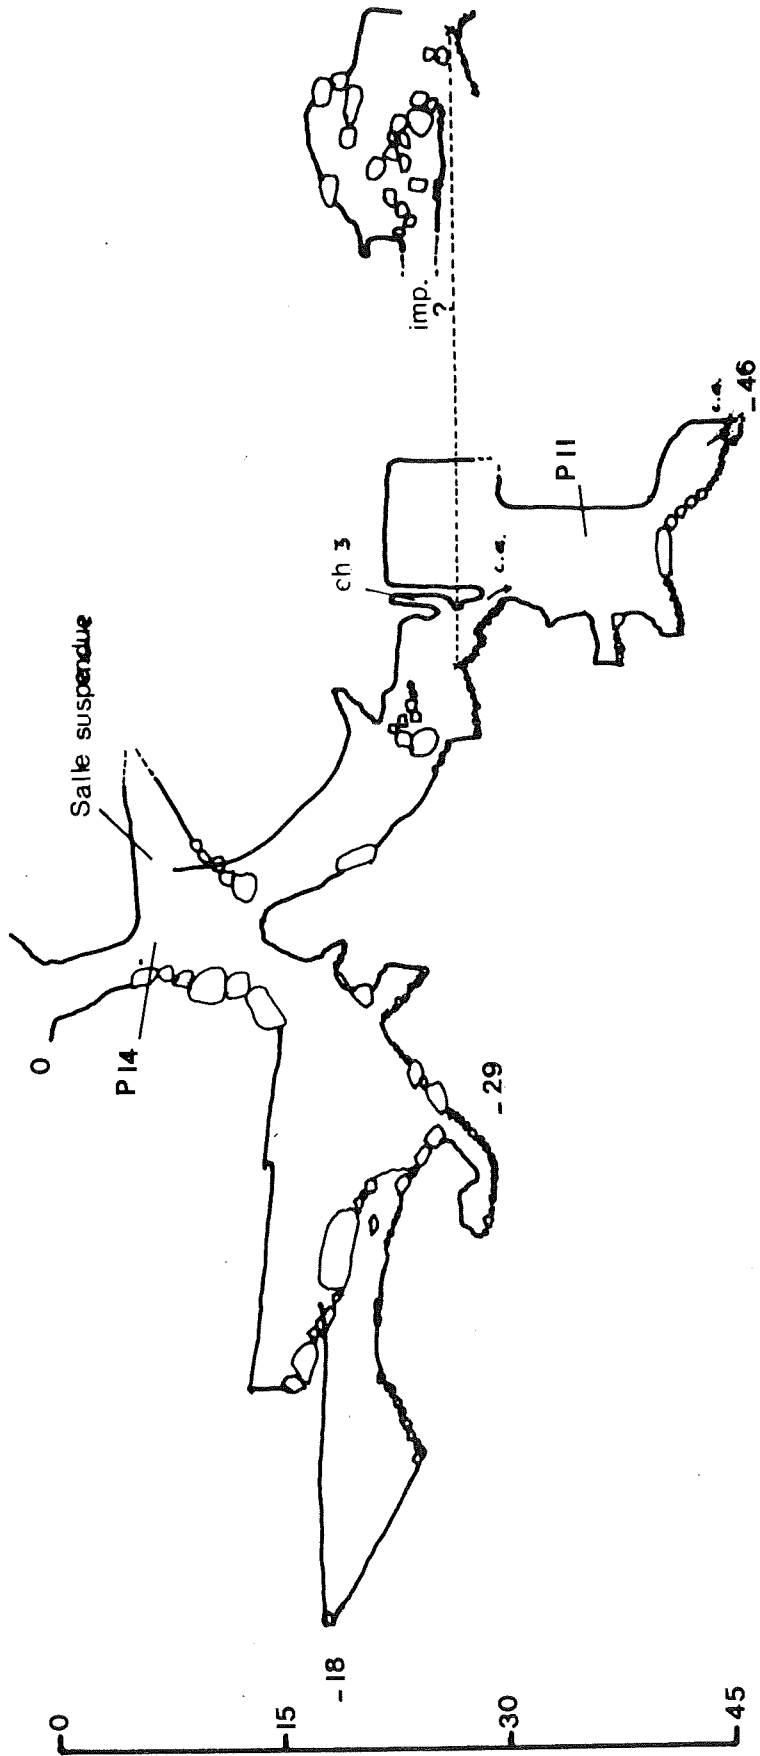 0
P14
Salle suspendue
ch 3
imp.
?
c.a.
P11
c.a.
-46
-29
-18
-0
-15
-30
-45